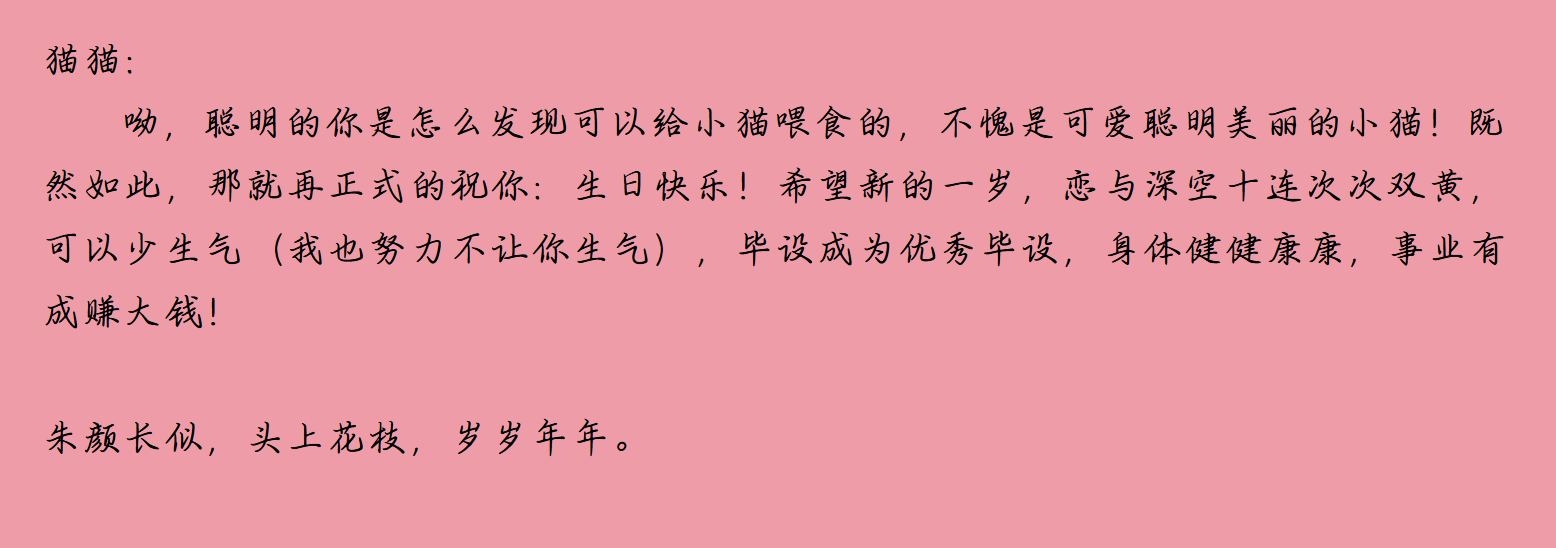 猫猫：
呦，聪明的你是怎么发现可以给小猫喂食的，不愧是可爱聪明美丽的小猫！既
然如此，那就再正式的祝你：生日快乐！希望新的一岁，恋与深空十连次次双黄，
可以少生气（我也努力不让你生气），毕设成为优秀毕设，身体健健康康，事业有
成赚大钱！
朱颜长似，头上花枝，岁岁年年。